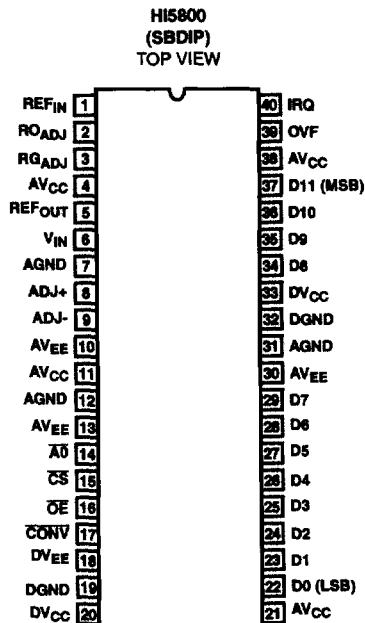 HI5800
(SBDIP)
TOP VIEW
REFIN 1 40 IRQ
ROADJ 2 39 OVF
RGADJ 3 38 AVCC
AVCC 4 37 D11 (MSB)
REFOUT 5 36 D10
VIN 6 35 D9
AGND 7 34 D8
ADJ+ 8 33 DVCC
ADJ- 9 32 DGND
AVEE 10 31 AGND
AVCC 11 30 AVEE
AGND 12 29 D7
AVEE 13 28 D6
A0 14 27 D5
CS 15 26 D4
OE 16 25 D3
CONV 17 24 D2
DVEE 18 23 D1
DGND 19 22 D0 (LSB)
DVCC 20 21 AVCC